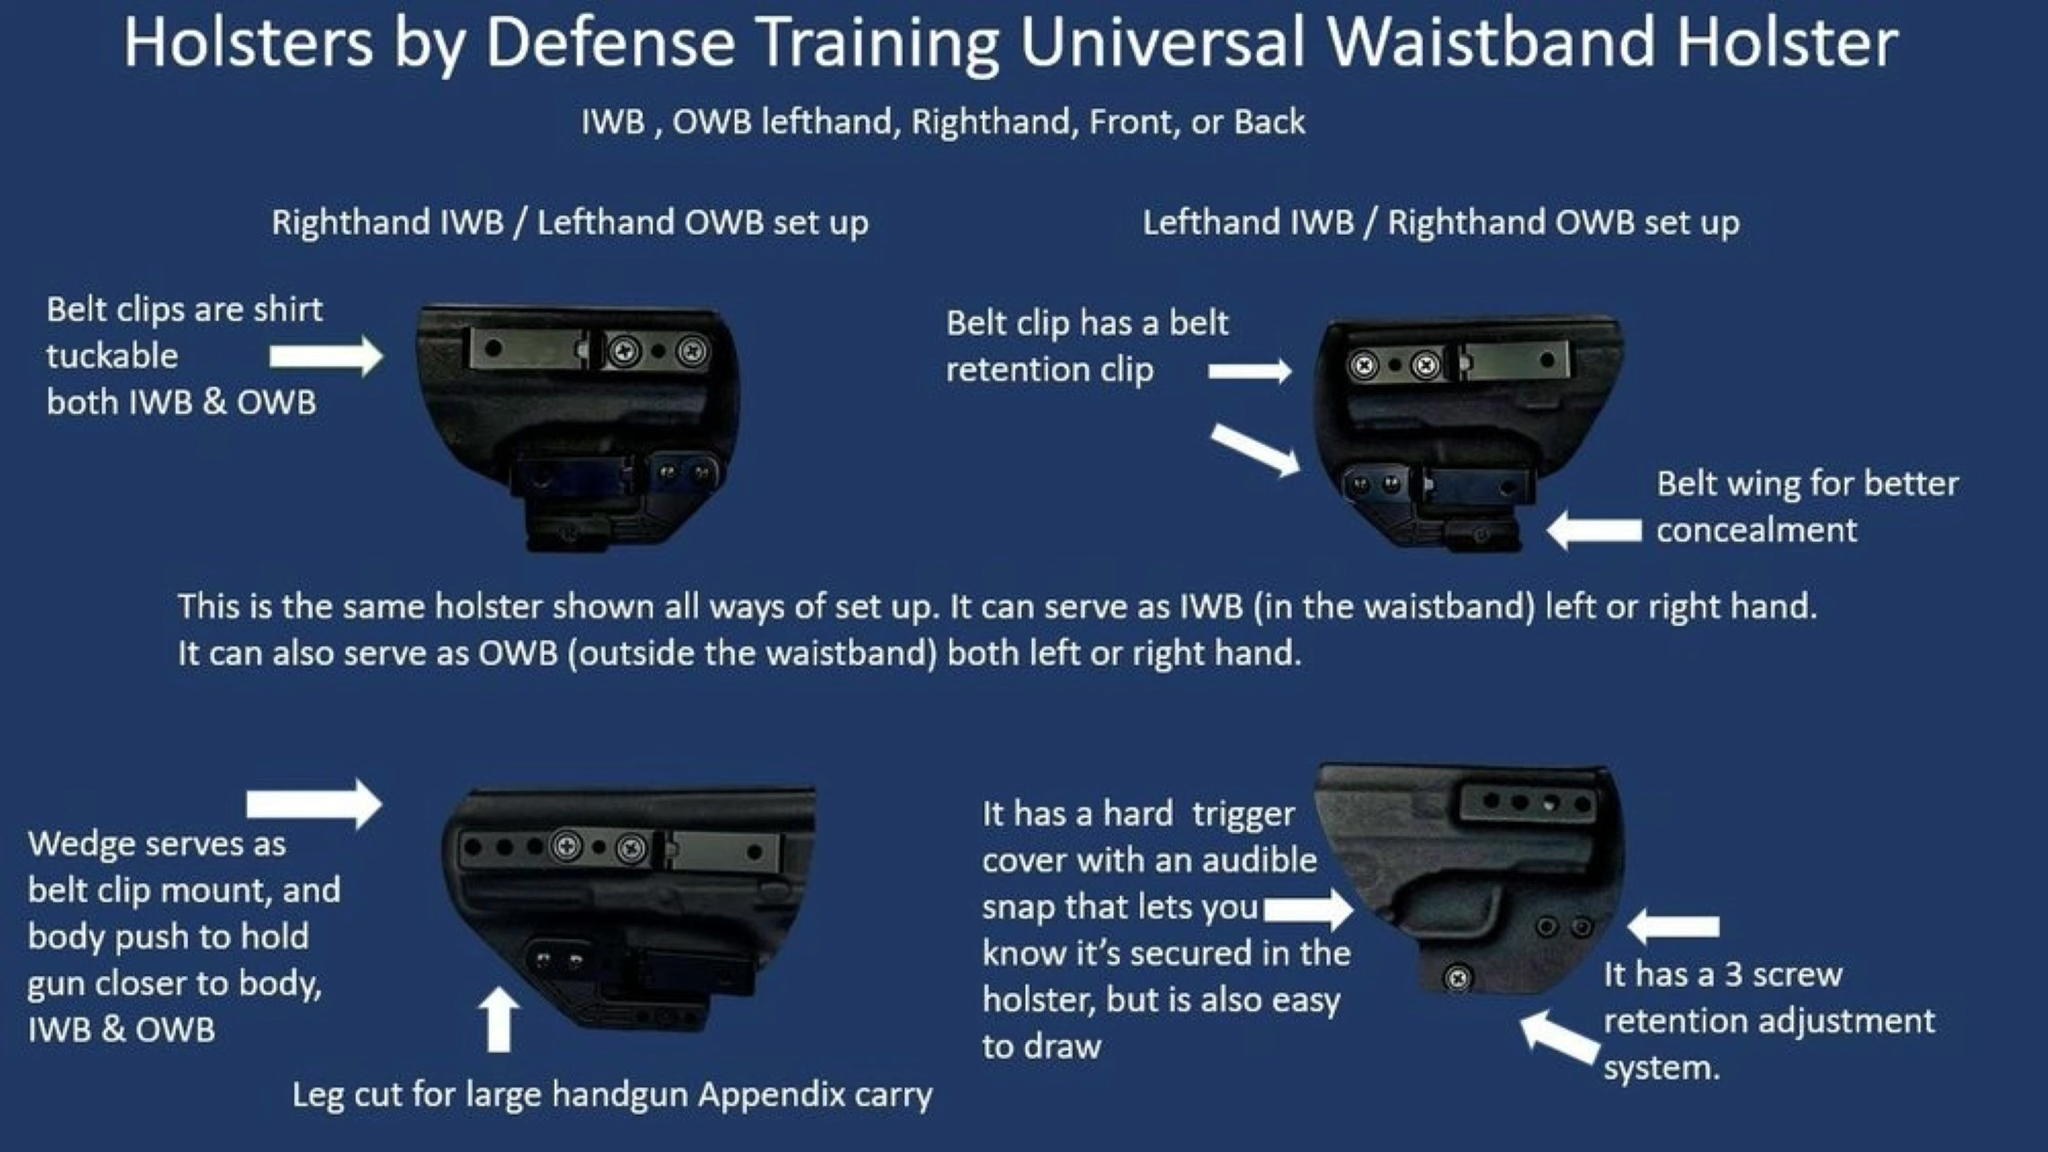 Holsters by Defense Training Universal Waistband Holster
IWB , OWB lefthand, Righthand, Front, or Back
Righthand IWB / Lefthand OWB set up
Lefthand IWB / Righthand OWB set up
Belt clips are shirt
tuckable
both IWB & OWB
Belt clip has a belt
retention clip
Belt wing for better
concealment
This is the same holster shown all ways of set up. It can serve as IWB (in the waistband) left or right hand.
It can also serve as OWB (outside the waistband) both left or right hand.
Wedge serves as
belt clip mount, and
body push to hold
gun closer to body,
IWB & OWB
Leg cut for large handgun Appendix carry
It has a hard  trigger
cover with an audible
snap that lets you
know it’s secured in the
holster, but is also easy
to draw
It has a 3 screw
retention adjustment
system.